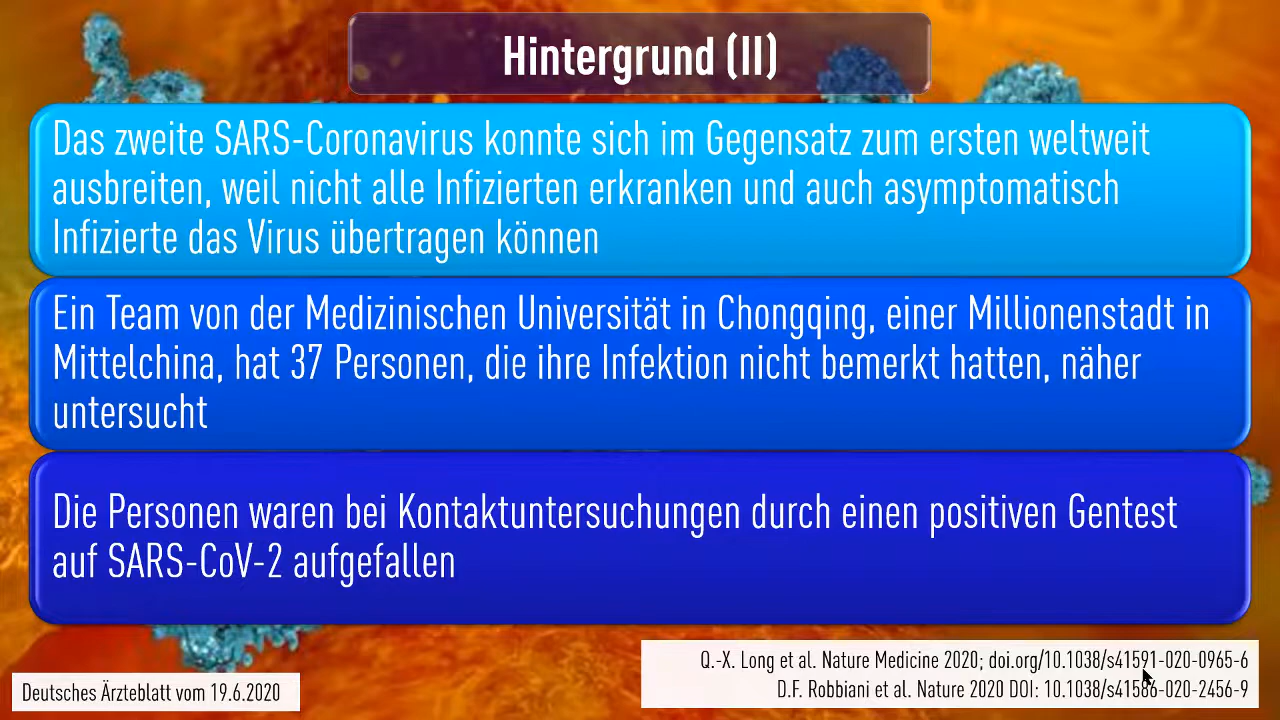 Hintergrund (II)
Das zweite SARS-Coronavirus konnte sich im Gegensatz zum ersten weltweit
ausbreiten, weil nicht alle Infizierten erkranken und auch asymptomatisch
Infizierte das Virus übertragen können
Ein Team von der Medizinischen Universität in Chongqing, einer Millionenstadt in
Mittelchina, hat 37 Personen, die ihre Infektion nicht bemerkt hatten, näher
untersucht
Die Personen waren bei Kontaktuntersuchungen durch einen positiven Gentest
auf SARS-CoV-2 aufgefallen
Q.-X. Long et al. Nature Medicine 2020; doi.org/10.1038/s41591-020-0965-6
D.F. Robbiani et al. Nature 2020 DOI: 10.1038/s41586-020-2456-9
Deutsches Ärzteblatt vom 19.6.2020